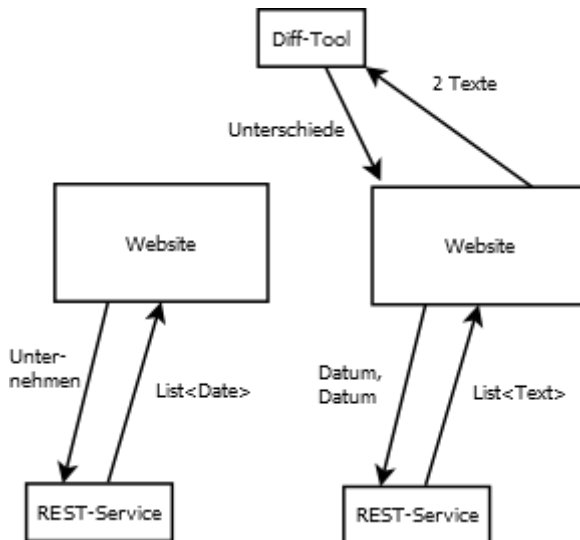 Diff-Tool
2 Texte
Unterschiede
Website
Website
Unter-
nehmen
List<Date>
Datum,
Datum
List<Text>
REST-Service
REST-Service